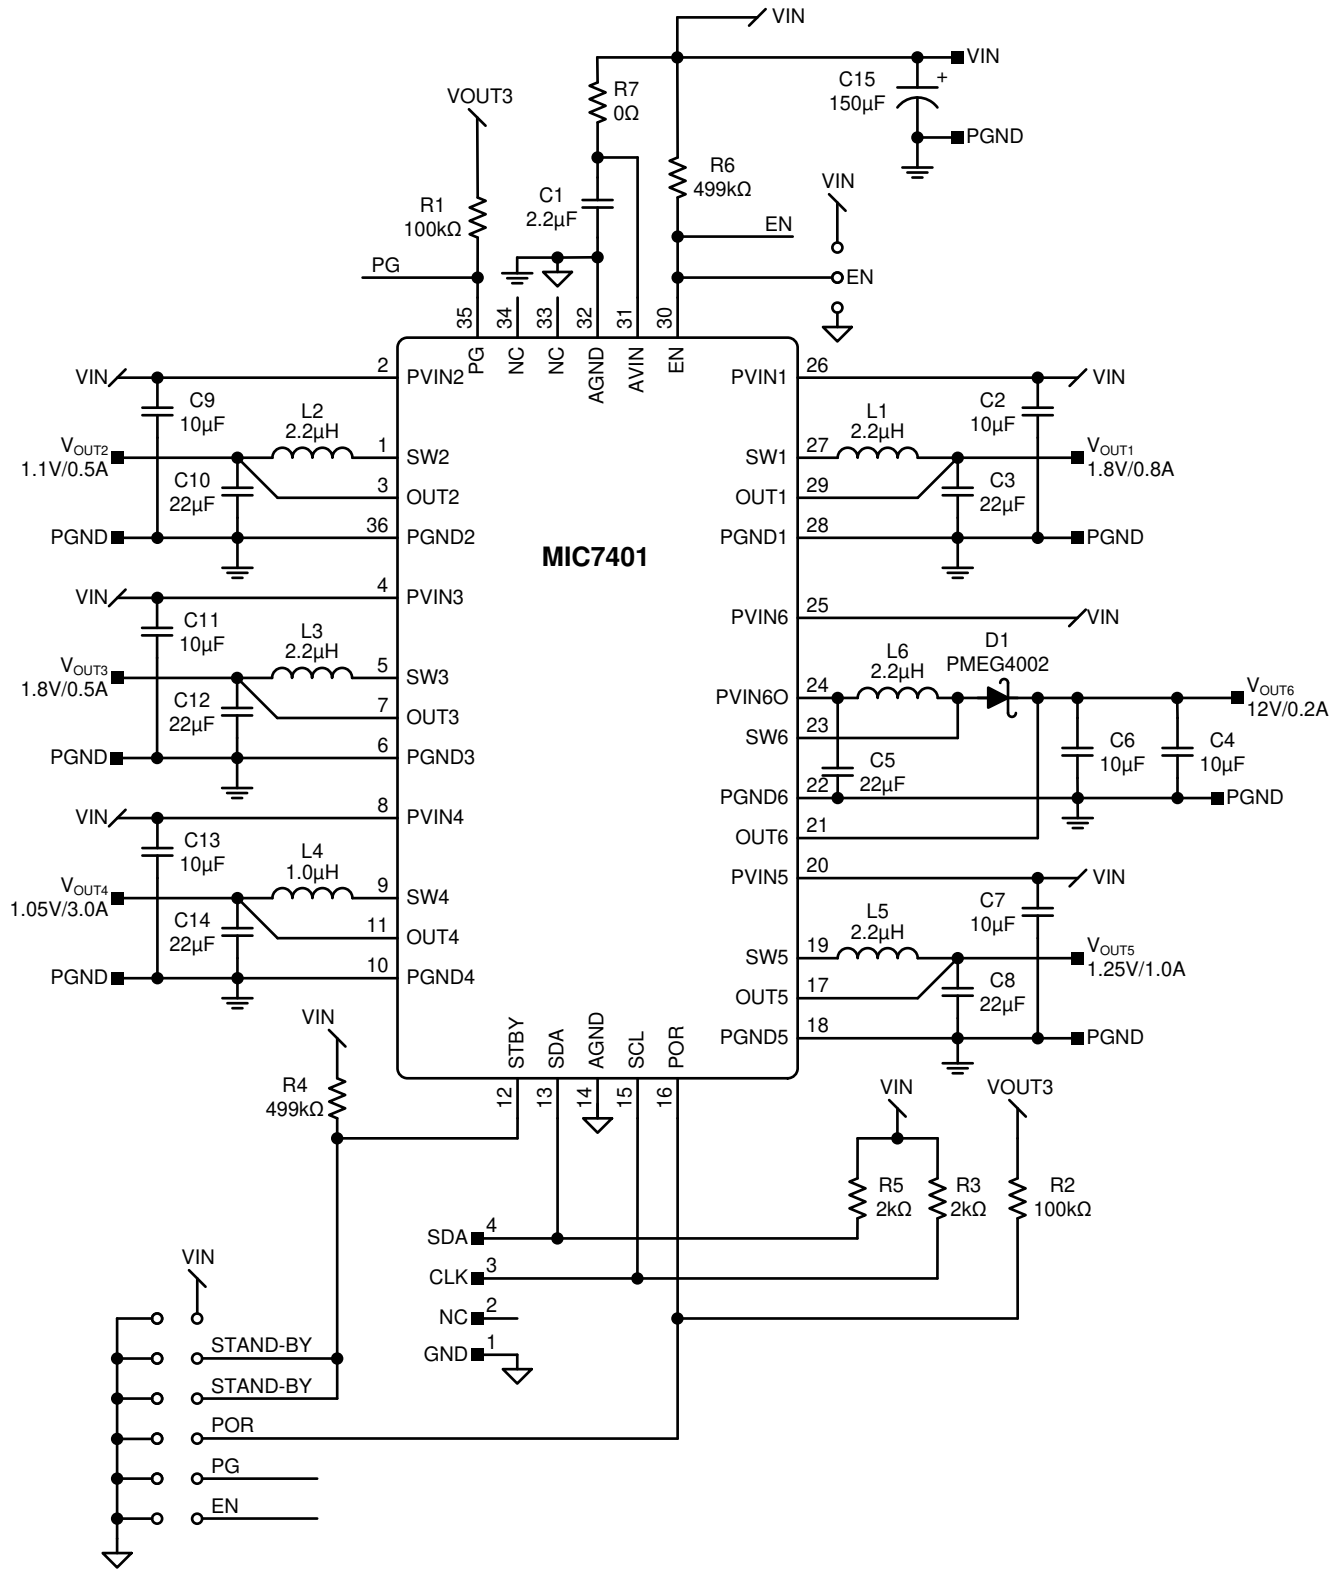 VIN
VIN
C15
150µF
+
PGND
R7
0Ω
VOUT3
R6
499kΩ
VIN
C1
2.2µF
R1
100kΩ
EN
PG
EN
35
34
33
32
31
30
PG
NC
NC
AGND
AVIN
EN
VIN
2
PVIN2
PVIN1
26
VIN
C9
10µF
L2
2.2µH
L1
2.2µH
C2
10µF
VOUT2
1.1V/0.5A
1
SW2
SW1
27
VOUT1
1.8V/0.8A
C10
22µF
3
OUT2
OUT1
29
C3
22µF
PGND
36
PGND2
PGND1
28
PGND
MIC7401
VIN
4
PVIN3
PVIN6
25
VIN
C11
10µF
L3
2.2µH
L6
2.2µH
D1
PMEG4002
VOUT3
1.8V/0.5A
5
SW3
PVIN6O
24
VOUT6
12V/0.2A
C12
22µF
7
OUT3
SW6
23
C5
22µF
C6
10µF
C4
10µF
PGND
6
PGND3
PGND6
22
PGND
VIN
8
PVIN4
OUT6
21
C13
10µF
L4
1.0µH
PVIN5
20
VIN
VOUT4
1.05V/3.0A
9
SW4
L5
2.2µH
C7
10µF
C14
22µF
11
OUT4
SW5
19
VOUT5
1.25V/1.0A
PGND
10
PGND4
OUT5
17
C8
22µF
PGND5
18
PGND
STBY
SDA
AGND
SCL
POR
12
13
14
15
16
VIN
R4
499kΩ
VIN
VOUT3
R5
2kΩ
R3
2kΩ
R2
100kΩ
SDA
4
CLK
3
NC
2
GND
1
VIN
STAND-BY
STAND-BY
POR
PG
EN